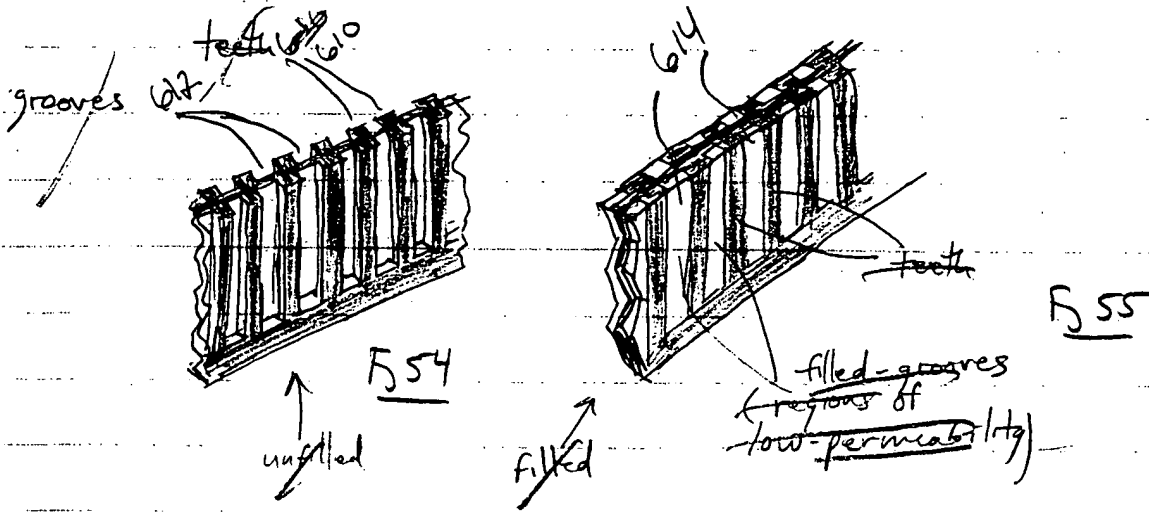 teeth 610
grooves 612
614
teeth
Fig 54
Fig 55
unfilled
filled
filled-grooves
(regions of
low-permeability)